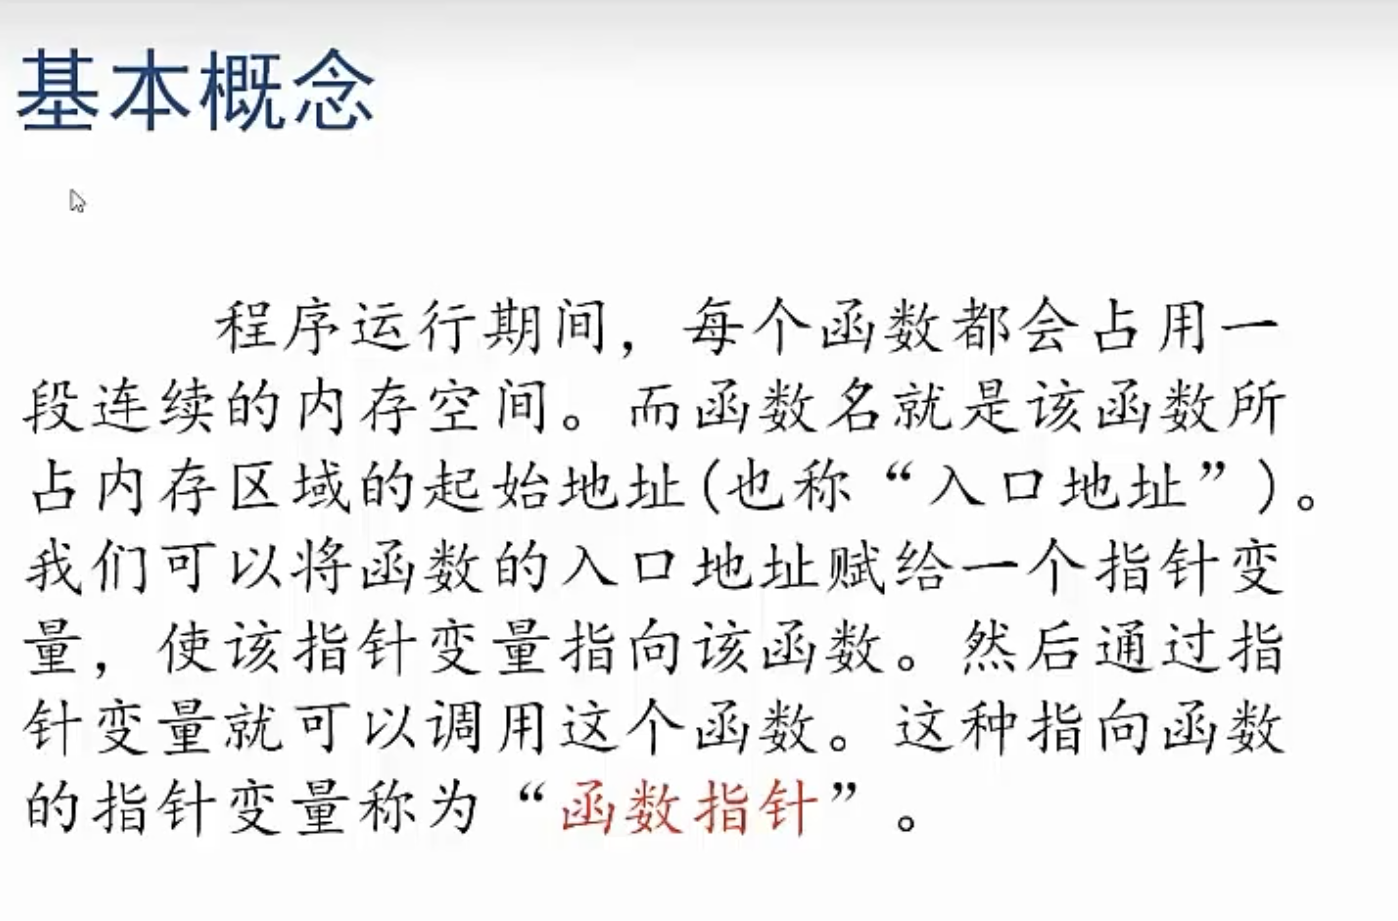 基本概念
程序运行期间，每个函数都会占用一
段连续的内存空间。而函数名就是该函数所
占内存区域的起始地址(也称“入口地址”)。
我们可以将函数的入口地址赋给一个指针变
量，使该指针变量指向该函数。然后通过指
针变量就可以调用这个函数。这种指向函数
的指针变量称为“函数指针”。